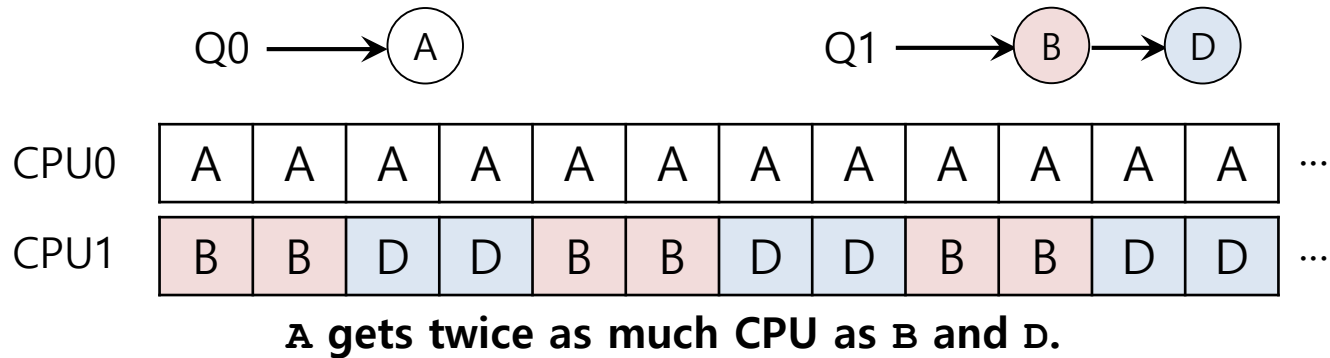 Q0 A Q1 B D
CPU0 A A A A A A A A A A A A ...
CPU1 B B D D B B D D B B D D ...
A gets twice as much CPU as B and D.